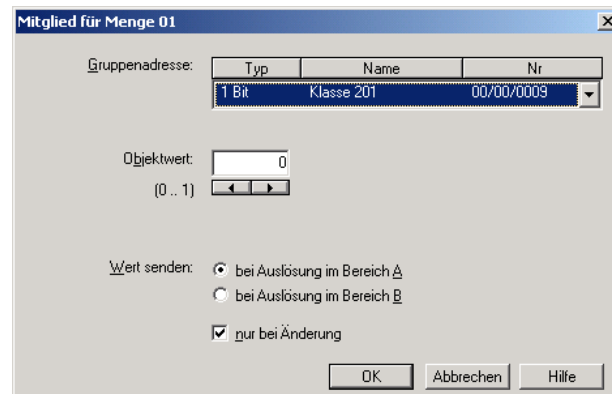 Mitglied für Menge 01
Gruppenadresse: Typ Name Nr
1 Bit Klasse 201 00/00/0009
Objektwert: 0
(0 .. 1)
Wert senden: bei Auslösung im Bereich A
bei Auslösung im Bereich B
nur bei Änderung
OK Abbrechen Hilfe